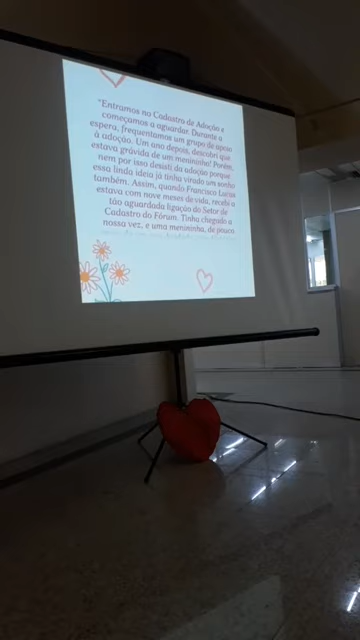 "Entramos no Cadastro de Adoção e
começamos a aguardar. Durante a
espera, frequentamos um grupo de apoio
à adoção. Um ano depois, descobri que
estava grávida de um menininho! Porém,
nem por isso desisti da adoção porque
essa linda ideia já tinha virado um sonho
também. Assim, quando Francisco Lucas
estava com nove meses de vida, recebi a
tão aguardada ligação do Setor de
Cadastro do Fórum. Tinha chegado a
nossa vez, e uma menininha, de pouco